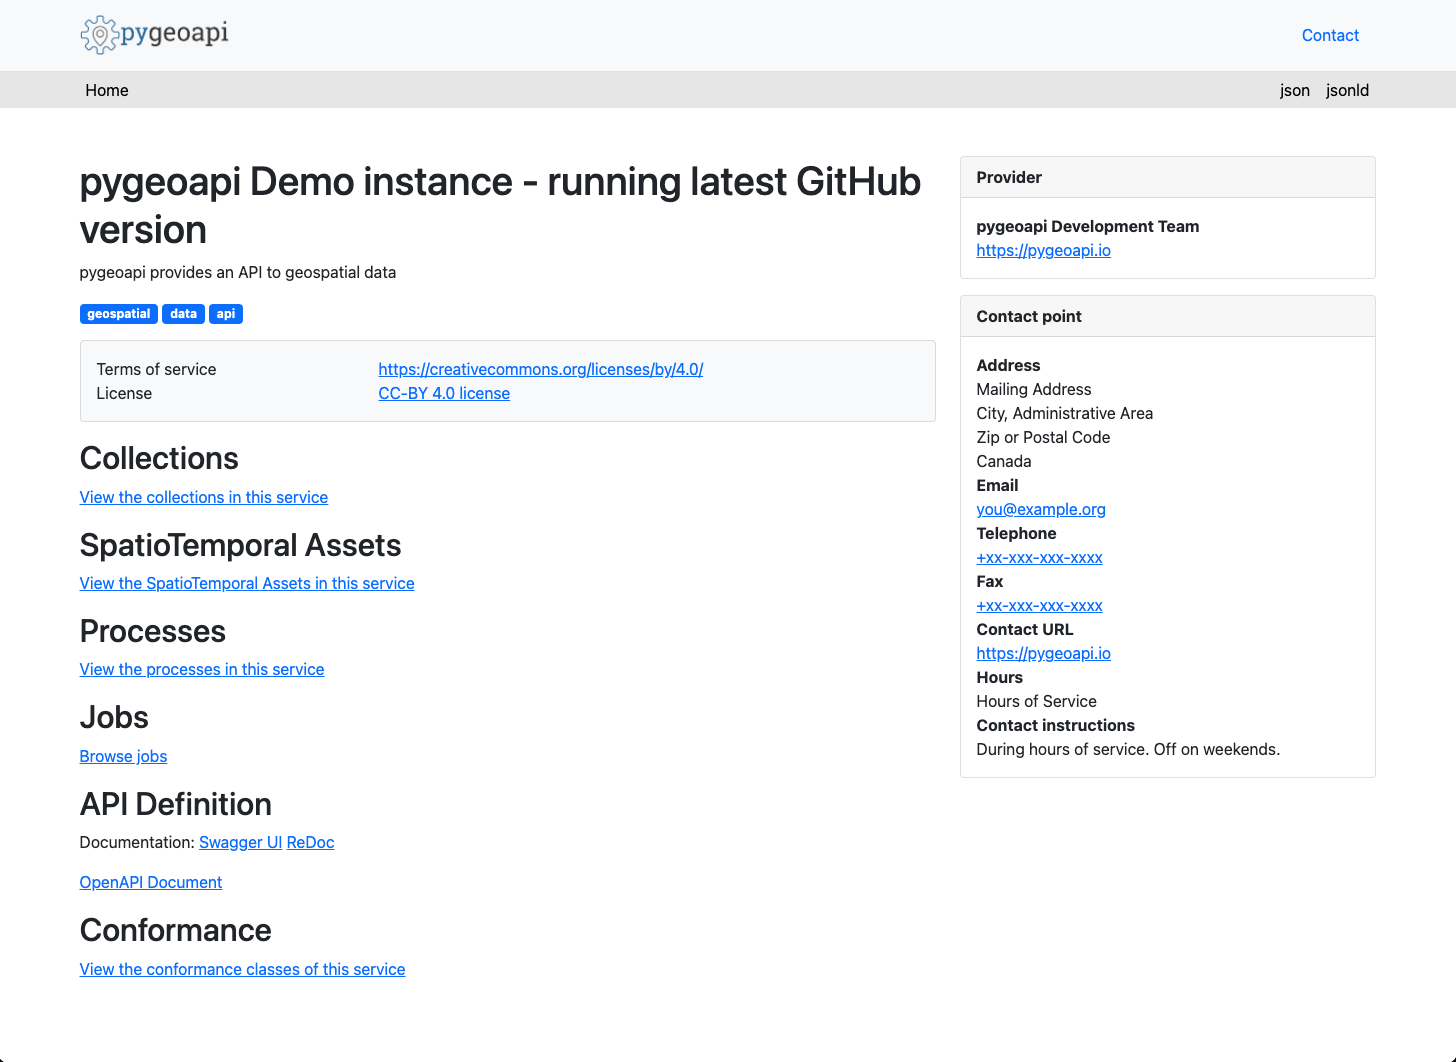 pygeoapi
Contact
Home
json jsonld
pygeoapi Demo instance - running latest GitHub
version
pygeoapi provides an API to geospatial data
geospatial data api
Terms of service https://creativecommons.org/licenses/by/4.0/
License CC-BY 4.0 license
Collections
View the collections in this service
SpatioTemporal Assets
View the SpatioTemporal Assets in this service
Processes
View the processes in this service
Jobs
Browse jobs
API Definition
Documentation: Swagger UI ReDoc
OpenAPI Document
Conformance
View the conformance classes of this service
Provider
pygeoapi Development Team
https://pygeoapi.io
Contact point
Address
Mailing Address
City, Administrative Area
Zip or Postal Code
Canada
Email
you@example.org
Telephone
+xx-xxx-xxx-xxxx
Fax
+xx-xxx-xxx-xxxx
Contact URL
https://pygeoapi.io
Hours
Hours of Service
Contact instructions
During hours of service. Off on weekends.